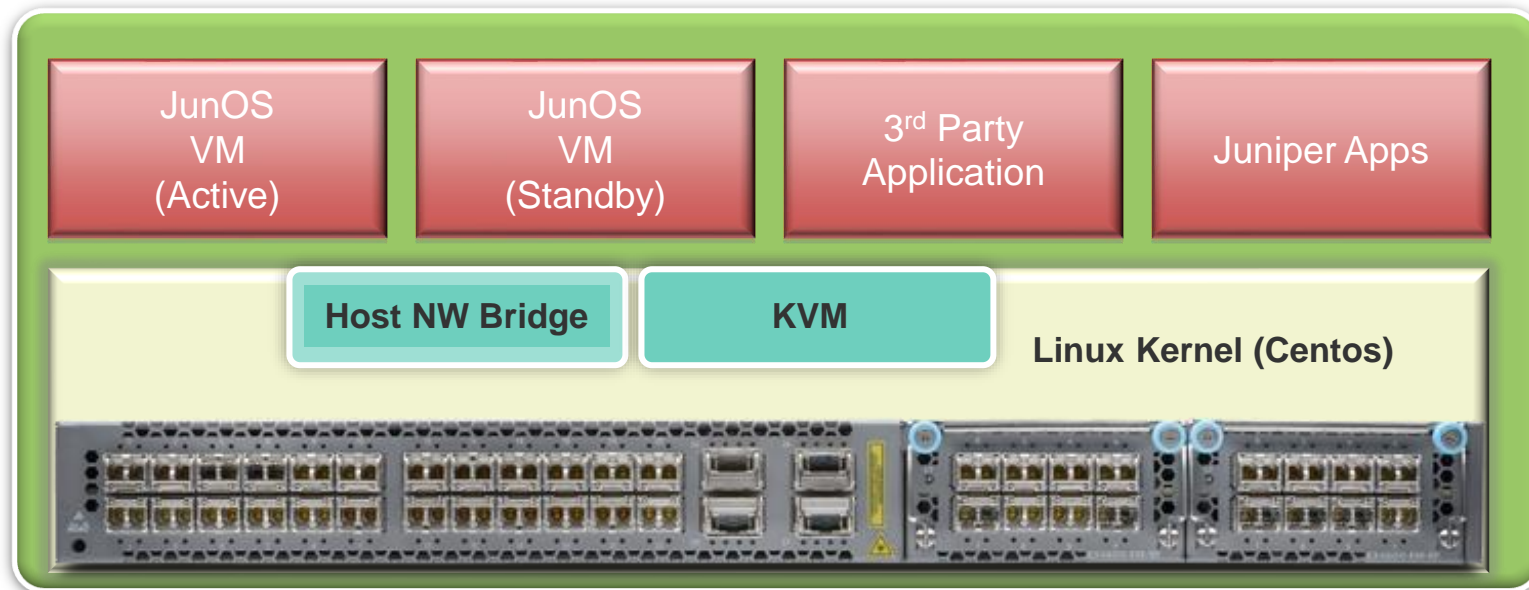 JunOS
VM
(Active)
JunOS
VM
(Standby)
3rd Party
Application
Juniper Apps
Host NW Bridge
KVM
Linux Kernel (Centos)